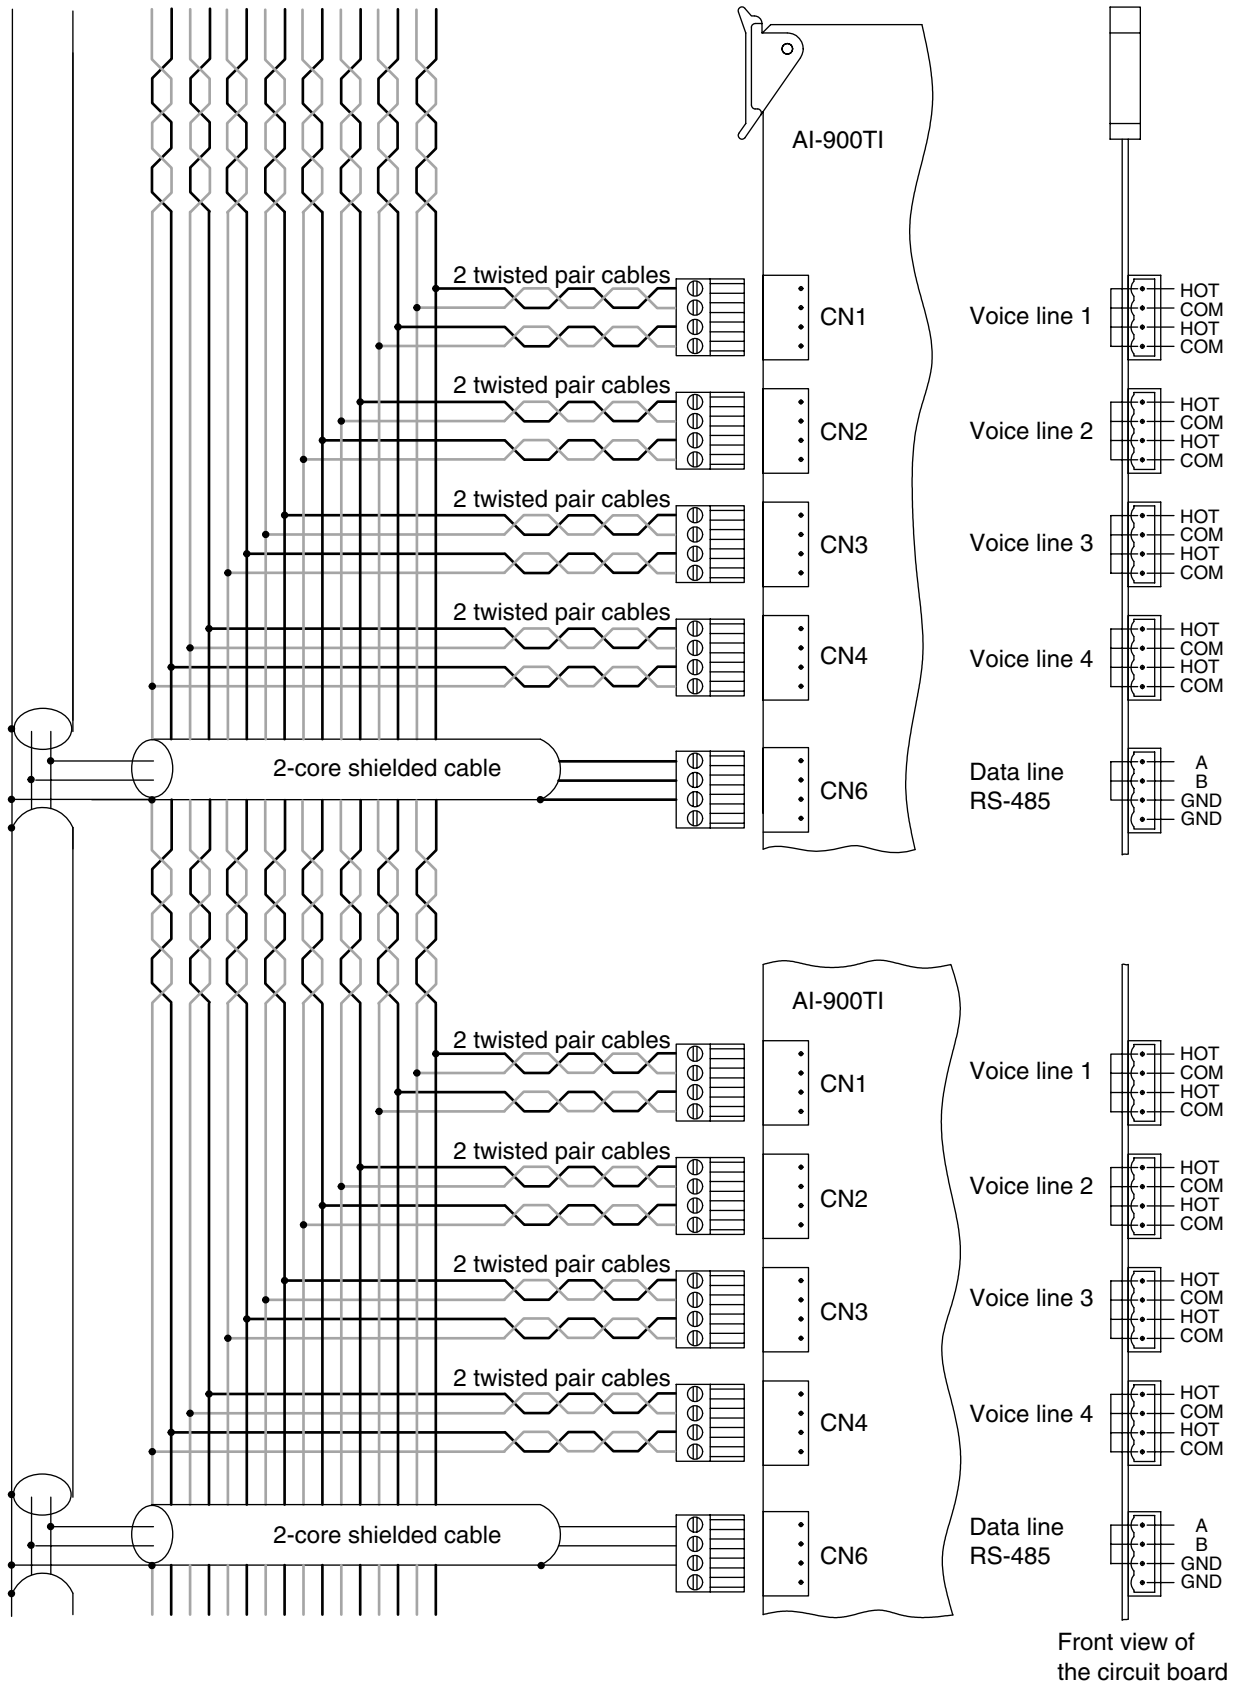 AI-900TI
2 twisted pair cables
CN1
Voice line 1
HOT
COM
HOT
COM
2 twisted pair cables
CN2
Voice line 2
HOT
COM
HOT
COM
2 twisted pair cables
CN3
Voice line 3
HOT
COM
HOT
COM
2 twisted pair cables
CN4
Voice line 4
HOT
COM
HOT
COM
2-core shielded cable
CN6
Data line
RS-485
A
B
GND
GND
AI-900TI
2 twisted pair cables
CN1
Voice line 1
HOT
COM
HOT
COM
2 twisted pair cables
CN2
Voice line 2
HOT
COM
HOT
COM
2 twisted pair cables
CN3
Voice line 3
HOT
COM
HOT
COM
2 twisted pair cables
CN4
Voice line 4
HOT
COM
HOT
COM
2-core shielded cable
CN6
Data line
RS-485
A
B
GND
GND
Front view of
the circuit board